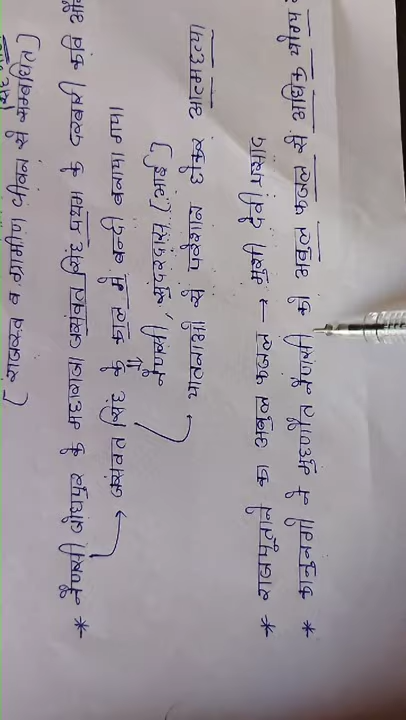 ( राजस्व व ग्रामीण जीवन से सम्बंधित )
* नैणसी जोधपुर के महाराजा जसवंत सिंह प्रथम के दरबारी कवि
→ जसवंत सिंह के काल में बन्दी बनाया गया
⇓
नैणसी, सुंदरदास (भाई)
यातनाओं से परेशान होकर आत्महत्या
* राजपूताने का अबुल फजल → मुंशी देवी प्रसाद
* कानूनगो ने मुहणौत नैणसी को अबुल फजल से अधिक